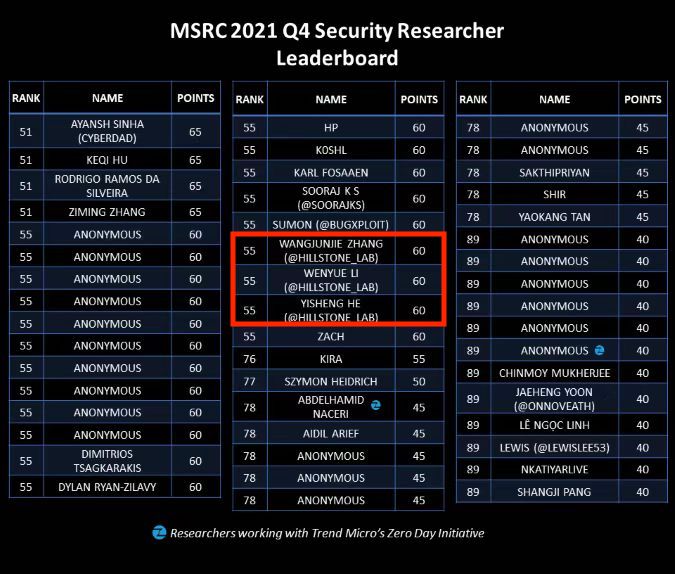 MSRC 2021 Q4 Security Researcher
Leaderboard
RANK NAME POINTS
51 AYANSH SINHA (CYBERDAD) 65
51 KEQI HU 65
51 RODRIGO RAMOS DA SILVEIRA 65
51 ZIMING ZHANG 65
55 ANONYMOUS 60
55 ANONYMOUS 60
55 ANONYMOUS 60
55 ANONYMOUS 60
55 ANONYMOUS 60
55 ANONYMOUS 60
55 ANONYMOUS 60
55 ANONYMOUS 60
55 ANONYMOUS 60
55 ANONYMOUS 60
55 DIMITRIOS TSAGKARAKIS 60
55 DYLAN RYAN-ZILAVY 60
RANK NAME POINTS
55 HP 60
55 K0SHL 60
55 KARL FOSAAEN 60
55 SOORAJ K S (@SOORAJKS) 60
55 SUMON (@BUGXPLOIT) 60
55 WANGJUNJIE ZHANG (@HILLSTONE_LAB) 60
55 WENYUE LI (@HILLSTONE_LAB) 60
55 YISHENG HE (@HILLSTONE_LAB) 60
55 ZACH 60
76 KIRA 55
77 SZYMON HEIDRICH 50
78 ABDELHAMID NACERI 45
78 AIDIL ARIEF 45
78 ANONYMOUS 45
78 ANONYMOUS 45
78 ANONYMOUS 45
RANK NAME POINTS
78 ANONYMOUS 45
78 ANONYMOUS 45
78 SAKTHIPRIYAN 45
78 SHIR 45
78 YAOKANG TAN 45
89 ANONYMOUS 40
89 ANONYMOUS 40
89 ANONYMOUS 40
89 ANONYMOUS 40
89 ANONYMOUS 40
89 ANONYMOUS 40
89 CHINMOY MUKHERJEE 40
89 JAEHENG YOON (@ONNOVEATH) 40
89 LÊ NGỌC LINH 40
89 LEWIS (@LEWISLEE53) 40
89 NKATIYARLIVE 40
89 SHANGJI PANG 40
Researchers working with Trend Micro's Zero Day Initiative